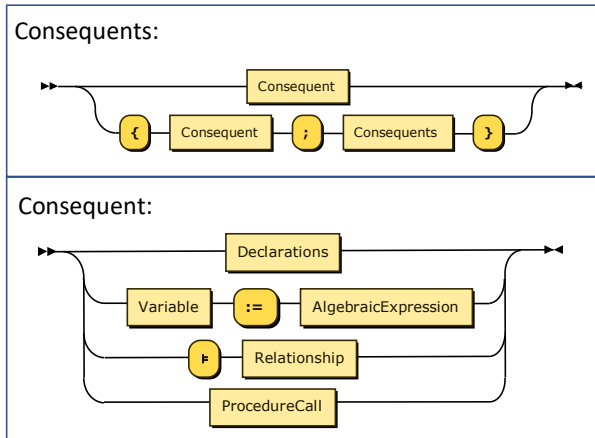 Consequents:
Consequent
{ Consequent ; Consequents }
Consequent:
Declarations
Variable := AlgebraicExpression
⊧ Relationship
ProcedureCall